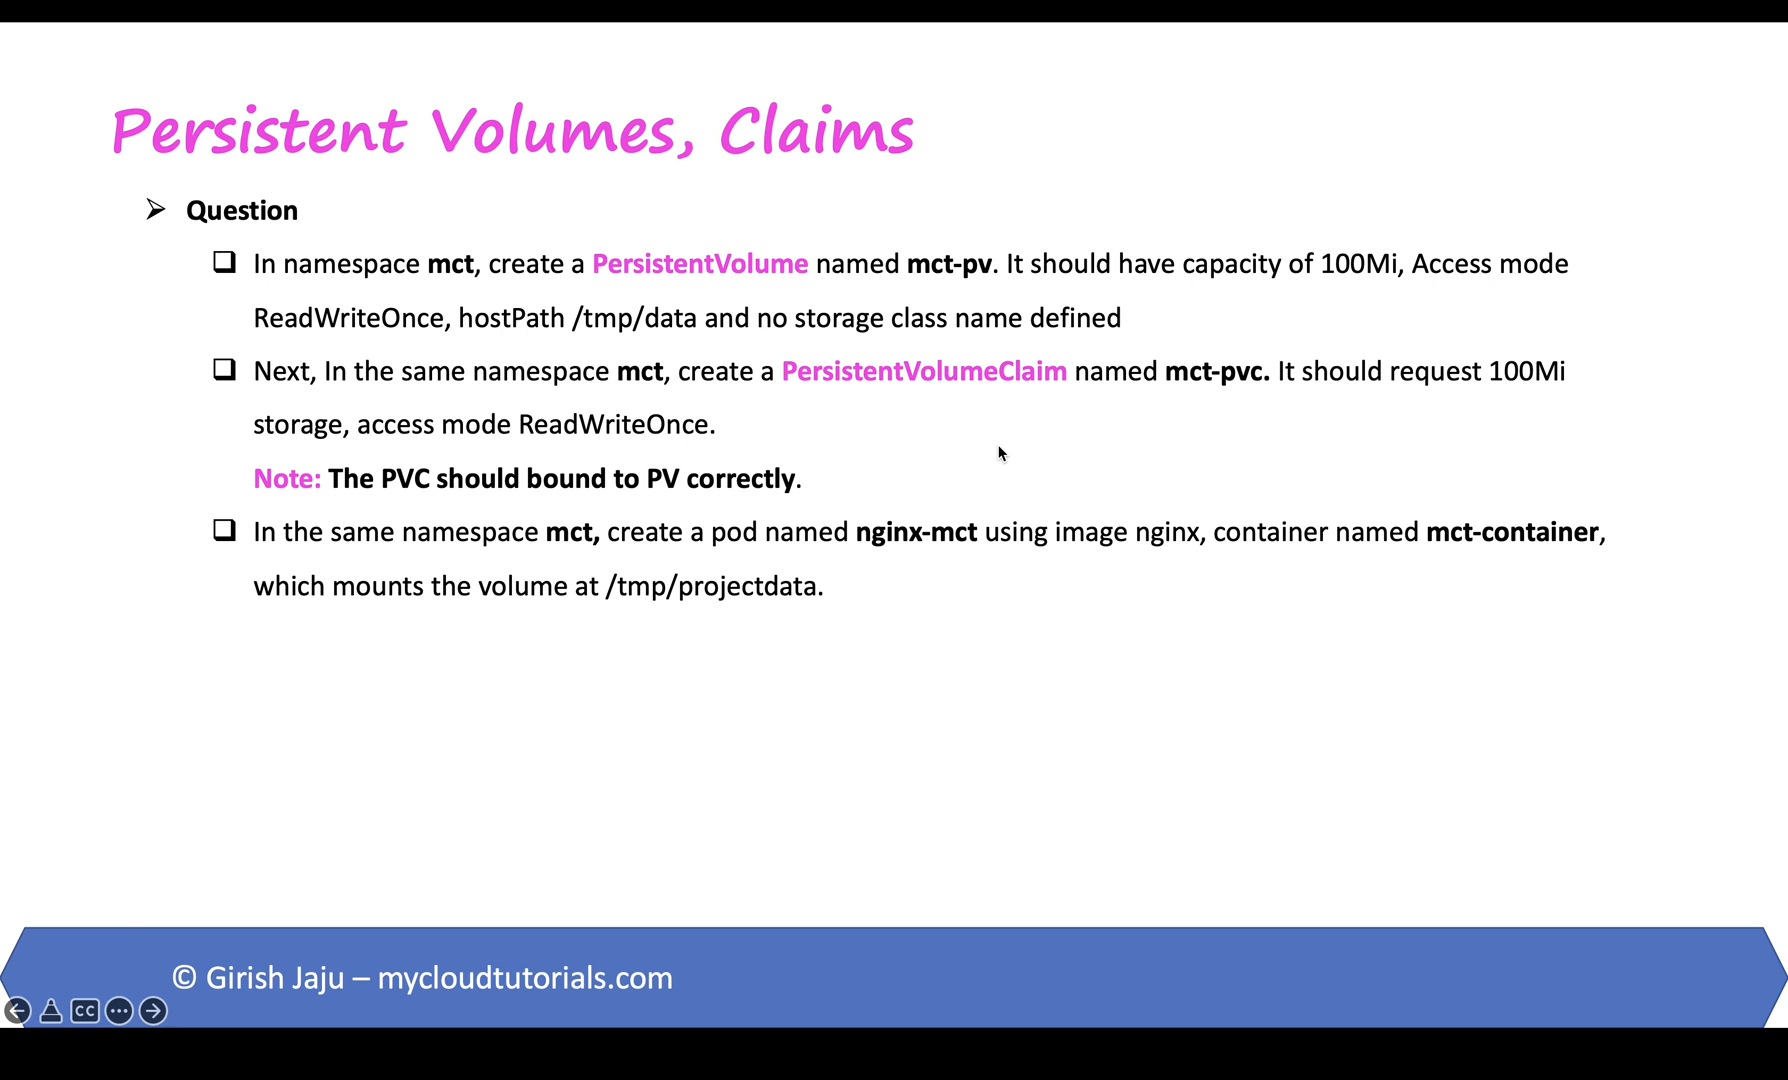 Persistent Volumes, Claims
Question
In namespace mct, create a PersistentVolume named mct-pv. It should have capacity of 100Mi, Access mode
ReadWriteOnce, hostPath /tmp/data and no storage class name defined
Next, In the same namespace mct, create a PersistentVolumeClaim named mct-pvc. It should request 100Mi
storage, access mode ReadWriteOnce.
Note: The PVC should bound to PV correctly.
In the same namespace mct, create a pod named nginx-mct using image nginx, container named mct-container,
which mounts the volume at /tmp/projectdata.
© Girish Jaju – mycloudtutorials.com
CC